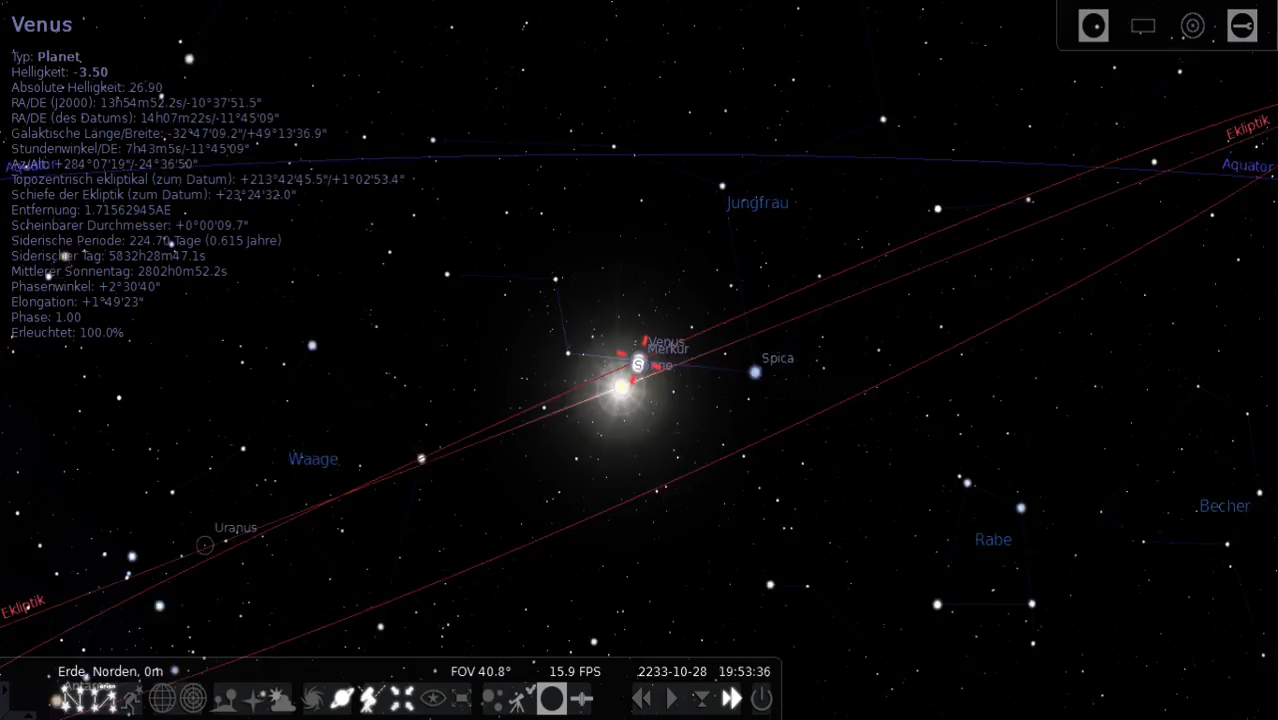 Venus
Typ: Planet
Helligkeit: -3.50
Absolute Helligkeit: 26.90
RA/DE (J2000): 13h54m52.2s/-10°37'51.5"
RA/DE (des Datums): 14h07m22s/-11°45'09"
Galaktische Länge/Breite: -32°47'09.2"/+49°13'36.9"
Stundenwinkel/DE: 7h43m5s/-11°45'09"
Az/Alt: +284°07'19"/-24°36'50"
Topozentrisch ekliptikal (zum Datum): +213°42'45.5"/+1°02'53.4"
Schiefe der Ekliptik (zum Datum): +23°24'32.0"
Entfernung: 1.71562945AE
Scheinbarer Durchmesser: +0°00'09.7"
Siderische Periode: 224.70 Tage (0.615 Jahre)
Siderischer Tag: 5832h28m47.1s
Mittlerer Sonnentag: 2802h0m52.2s
Phasenwinkel: +2°30'40"
Elongation: +1°49'23"
Phase: 1.00
Erleuchtet: 100.0%
Ekliptik
Äquator
Jungfrau
Venus
Merkur
Sonne
Spica
Waage
Becher
Uranus
Rabe
Ekliptik
Erde, Norden, 0m
FOV 40.8°
15.9 FPS
2233-10-28
19:53:36